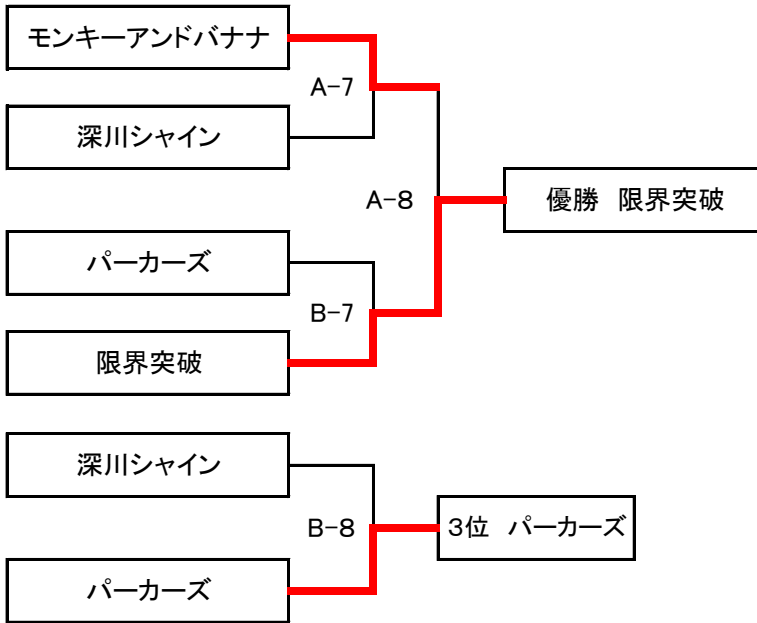 モンキーアンドバナナ
A-7
深川シャイン
A-8
優勝　限界突破
パーカーズ
B-7
限界突破
深川シャイン
B-8
3位　パーカーズ
パーカーズ